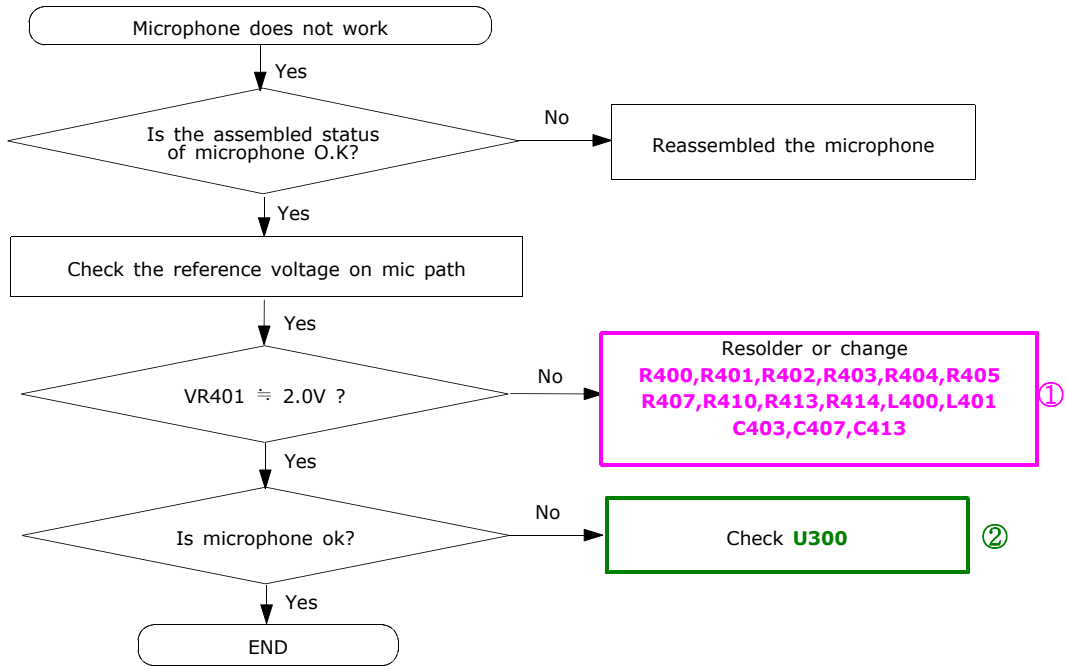 Microphone does not work
Yes
Is the assembled status
of microphone O.K?
No
Reassembled the microphone
Yes
Check the reference voltage on mic path
Yes
VR401 ≒ 2.0V ?
No
Resolder or change
R400,R401,R402,R403,R404,R405
R407,R410,R413,R414,L400,L401
C403,C407,C413
①
Yes
Is microphone ok?
No
Check U300
②
Yes
END